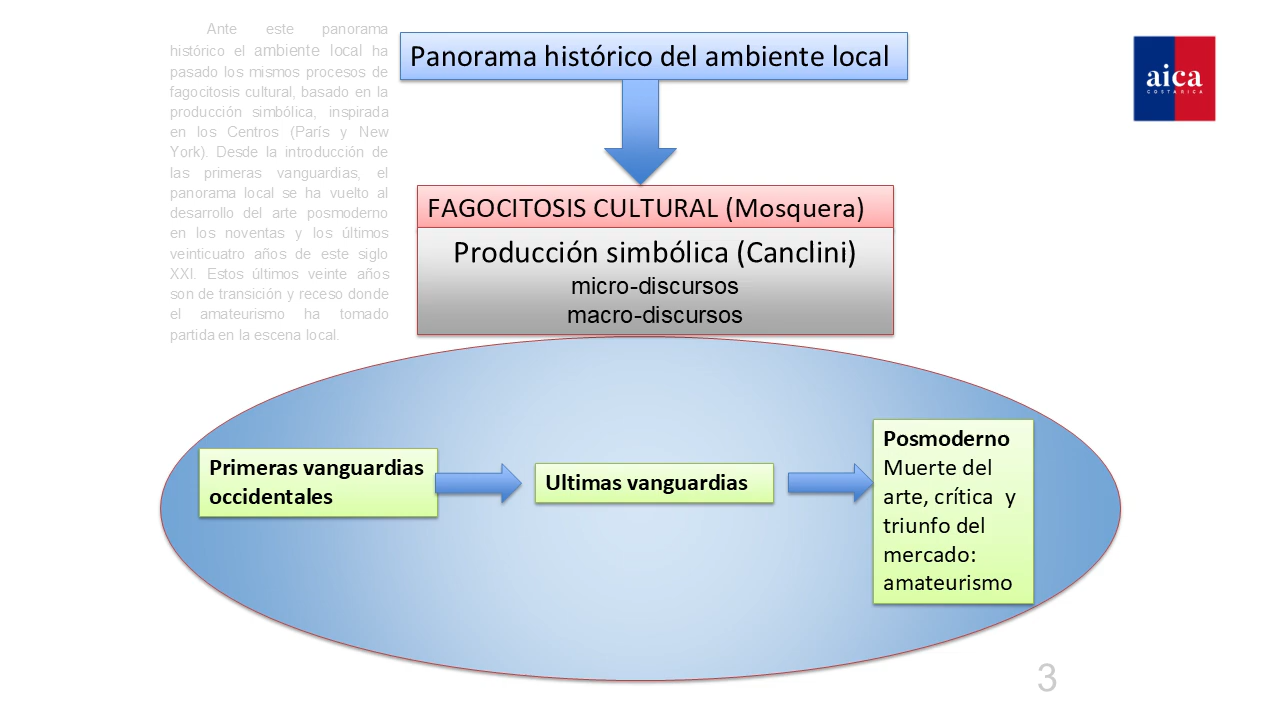 Ante este panorama
histórico el ambiente local ha
pasado los mismos procesos de
fagocitosis cultural, basado en la
producción simbólica, inspirada
en los Centros (París y New
York). Desde la introducción de
las primeras vanguardias, el
panorama local se ha vuelto al
desarrollo del arte posmoderno
en los noventas y los últimos
veinticuatro años de este siglo
XXI. Estos últimos veinte años
son de transición y receso donde
el amateurismo ha tomado
partida en la escena local.
Panorama histórico del ambiente local
aica
COSTA RICA
FAGOCITOSIS CULTURAL (Mosquera)
Producción simbólica (Canclini)
micro-discursos
macro-discursos
Primeras vanguardias
occidentales
Ultimas vanguardias
Posmoderno
Muerte del
arte, crítica y
triunfo del
mercado:
amateurismo
3